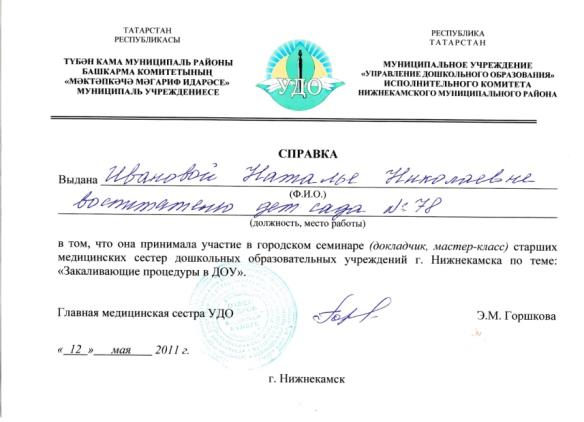 ТАТАРСТАН
РЕСПУБЛИКАСЫ
ТҮБӘН КАМА МУНИЦИПАЛЬ РАЙОНЫ
БАШКАРМА КОМИТЕТЫНЫҢ
«МӘКТӘПКӘЧӘ МӘГАРИФ ИДАРӘСЕ»
МУНИЦИПАЛЬ УЧРЕЖДЕНИЕСЕ
УДО
РЕСПУБЛИКА
ТАТАРСТАН
МУНИЦИПАЛЬНОЕ УЧРЕЖДЕНИЕ
«УПРАВЛЕНИЕ ДОШКОЛЬНОГО ОБРАЗОВАНИЯ»
ИСПОЛНИТЕЛЬНОГО КОМИТЕТА
НИЖНЕКАМСКОГО МУНИЦИПАЛЬНОГО РАЙОНА
СПРАВКА
Выдана Ивановой Наталье Николаевне
(Ф.И.О.)
воспитателю дет сада №78
(должность, место работы)
в том, что она принимала участие в городском семинаре (докладчик, мастер-класс) старших
медицинских сестер дошкольных образовательных учреждений г. Нижнекамска по теме:
«Закаливающие процедуры в ДОУ».
Главная медицинская сестра УДО Э.М. Горшкова
«12» мая 2011 г.
г. Нижнекамск